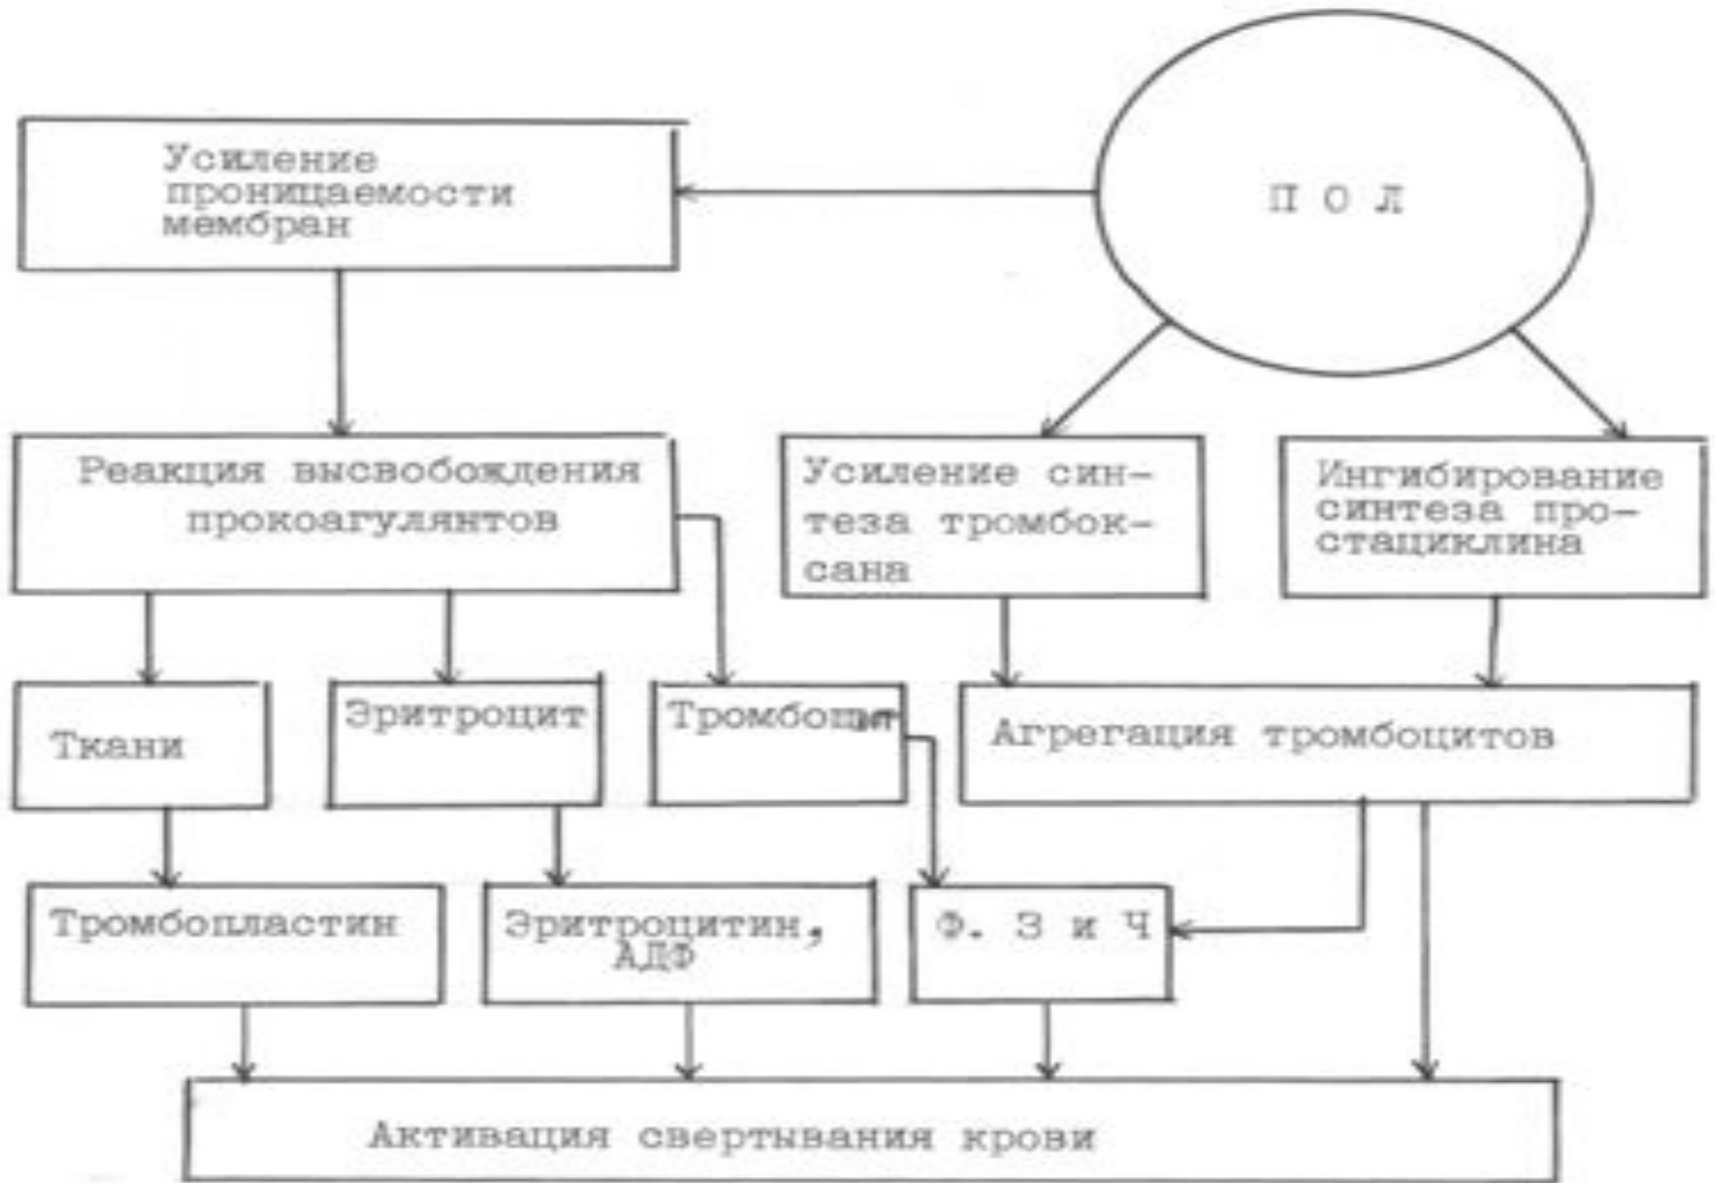 П О Л
Усиление
проницаемости
мембран
Реакция высвобождения
прокоагулянтов
Усиление син-
теза тромбок-
сана
Ингибирование
синтеза про-
стациклина
Ткани
Эритроцит
Тромбоцит
Агрегация тромбоцитов
Тромбопластин
Эритроцитин,
АДФ
Ф. 3 и Ч
Активация свертывания крови